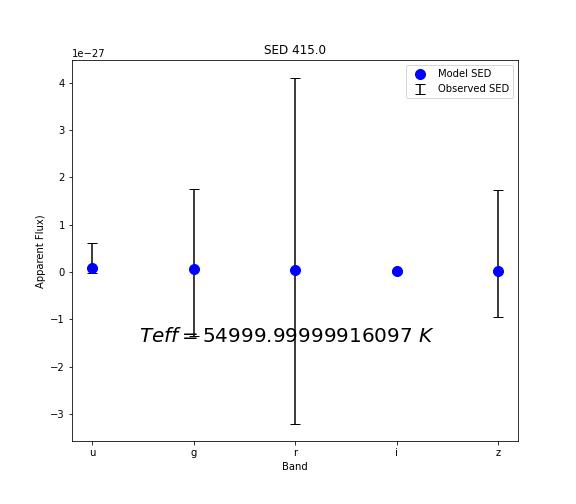 SED 415.0
1e−27
Model SED
Observed SED
4
3
2
1
0
−1
−2
−3
Apparent Flux)
Teff = 54999.99999916097 K
u g r i z
Band